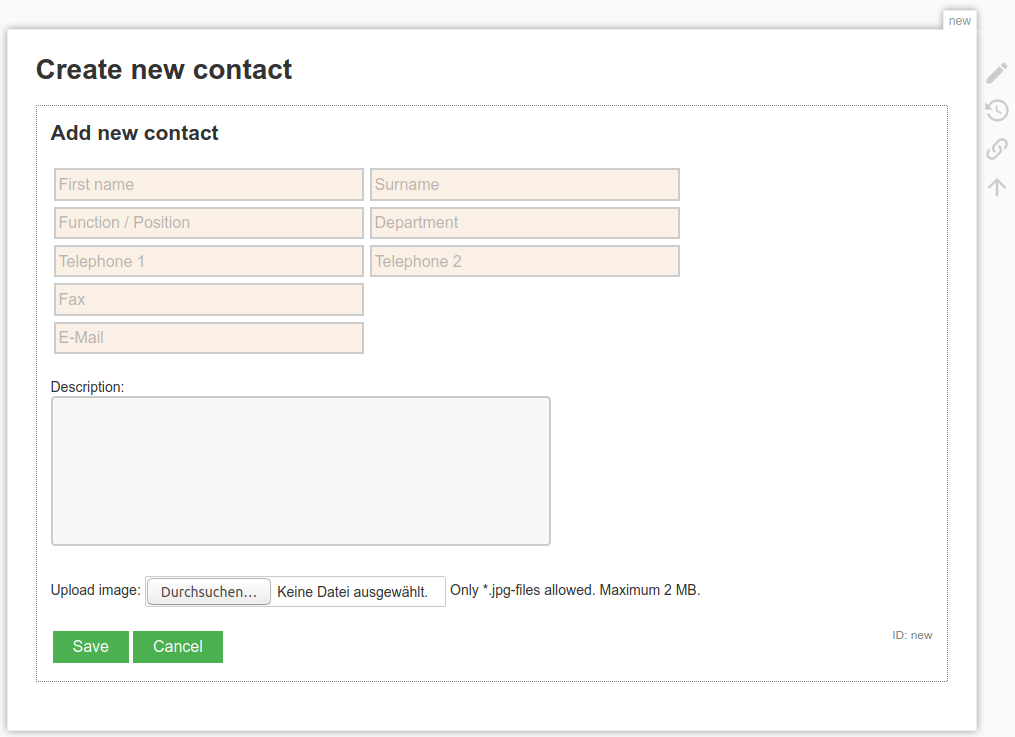 new
Create new contact
Add new contact
First name Surname
Function / Position Department
Telephone 1 Telephone 2
Fax
E-Mail
Description:
Upload image: Durchsuchen... Keine Datei ausgewählt. Only *.jpg-files allowed. Maximum 2 MB.
ID: new
Save Cancel